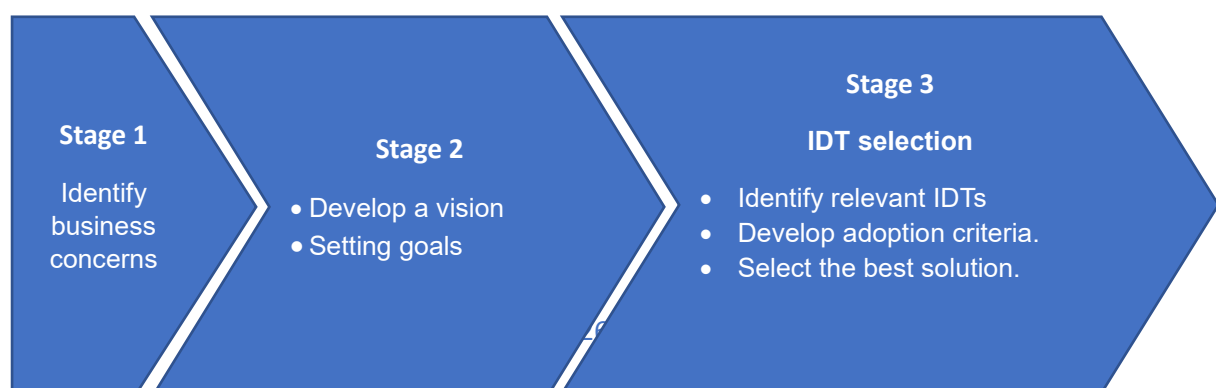 Stage 1
Identify
business
concerns
Stage 2
• Develop a vision
• Setting goals
Stage 3
IDT selection
• Identify relevant IDTs
• Develop adoption criteria.
• Select the best solution.